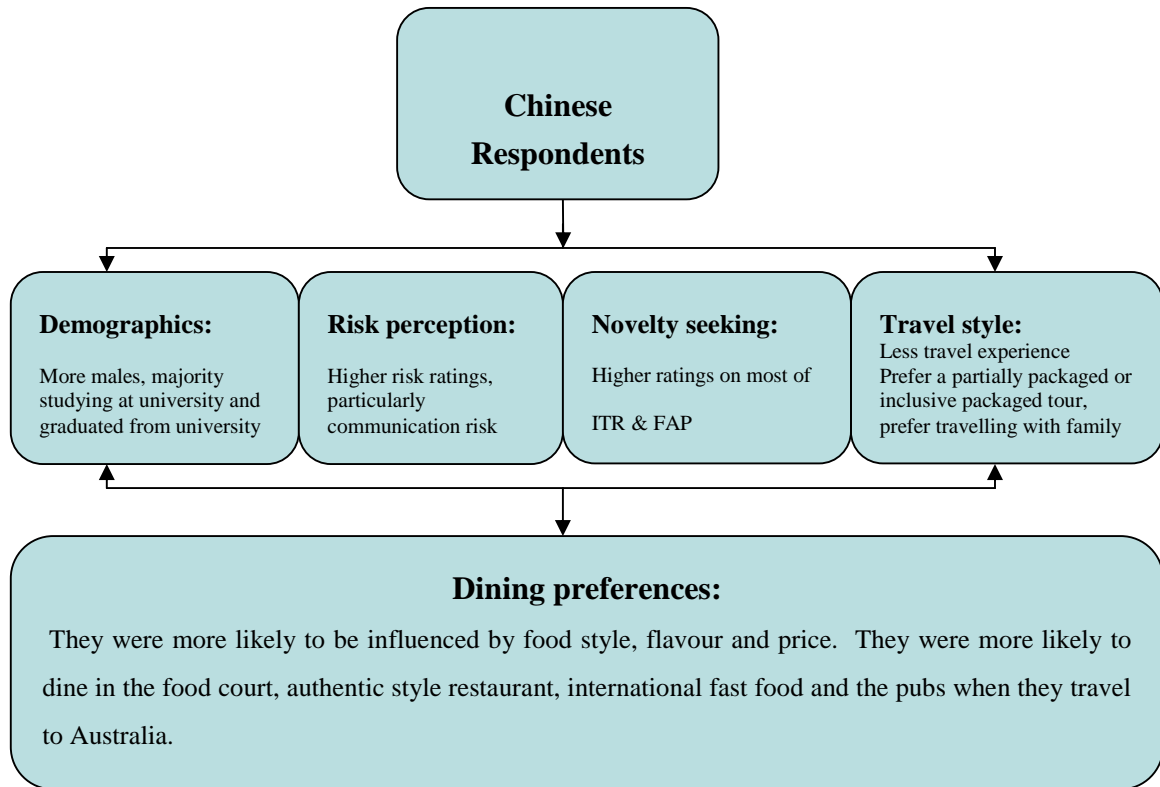 Chinese
Respondents
Demographics:
More males, majority
studying at university and
graduated from university
Risk perception:
Higher risk ratings,
particularly
communication risk
Novelty seeking:
Higher ratings on most of
ITR & FAP
Travel style:
Less travel experience
Prefer a partially packaged or
inclusive packaged tour,
prefer travelling with family
Dining preferences:
They were more likely to be influenced by food style, flavour and price. They were more likely to
dine in the food court, authentic style restaurant, international fast food and the pubs when they travel
to Australia.